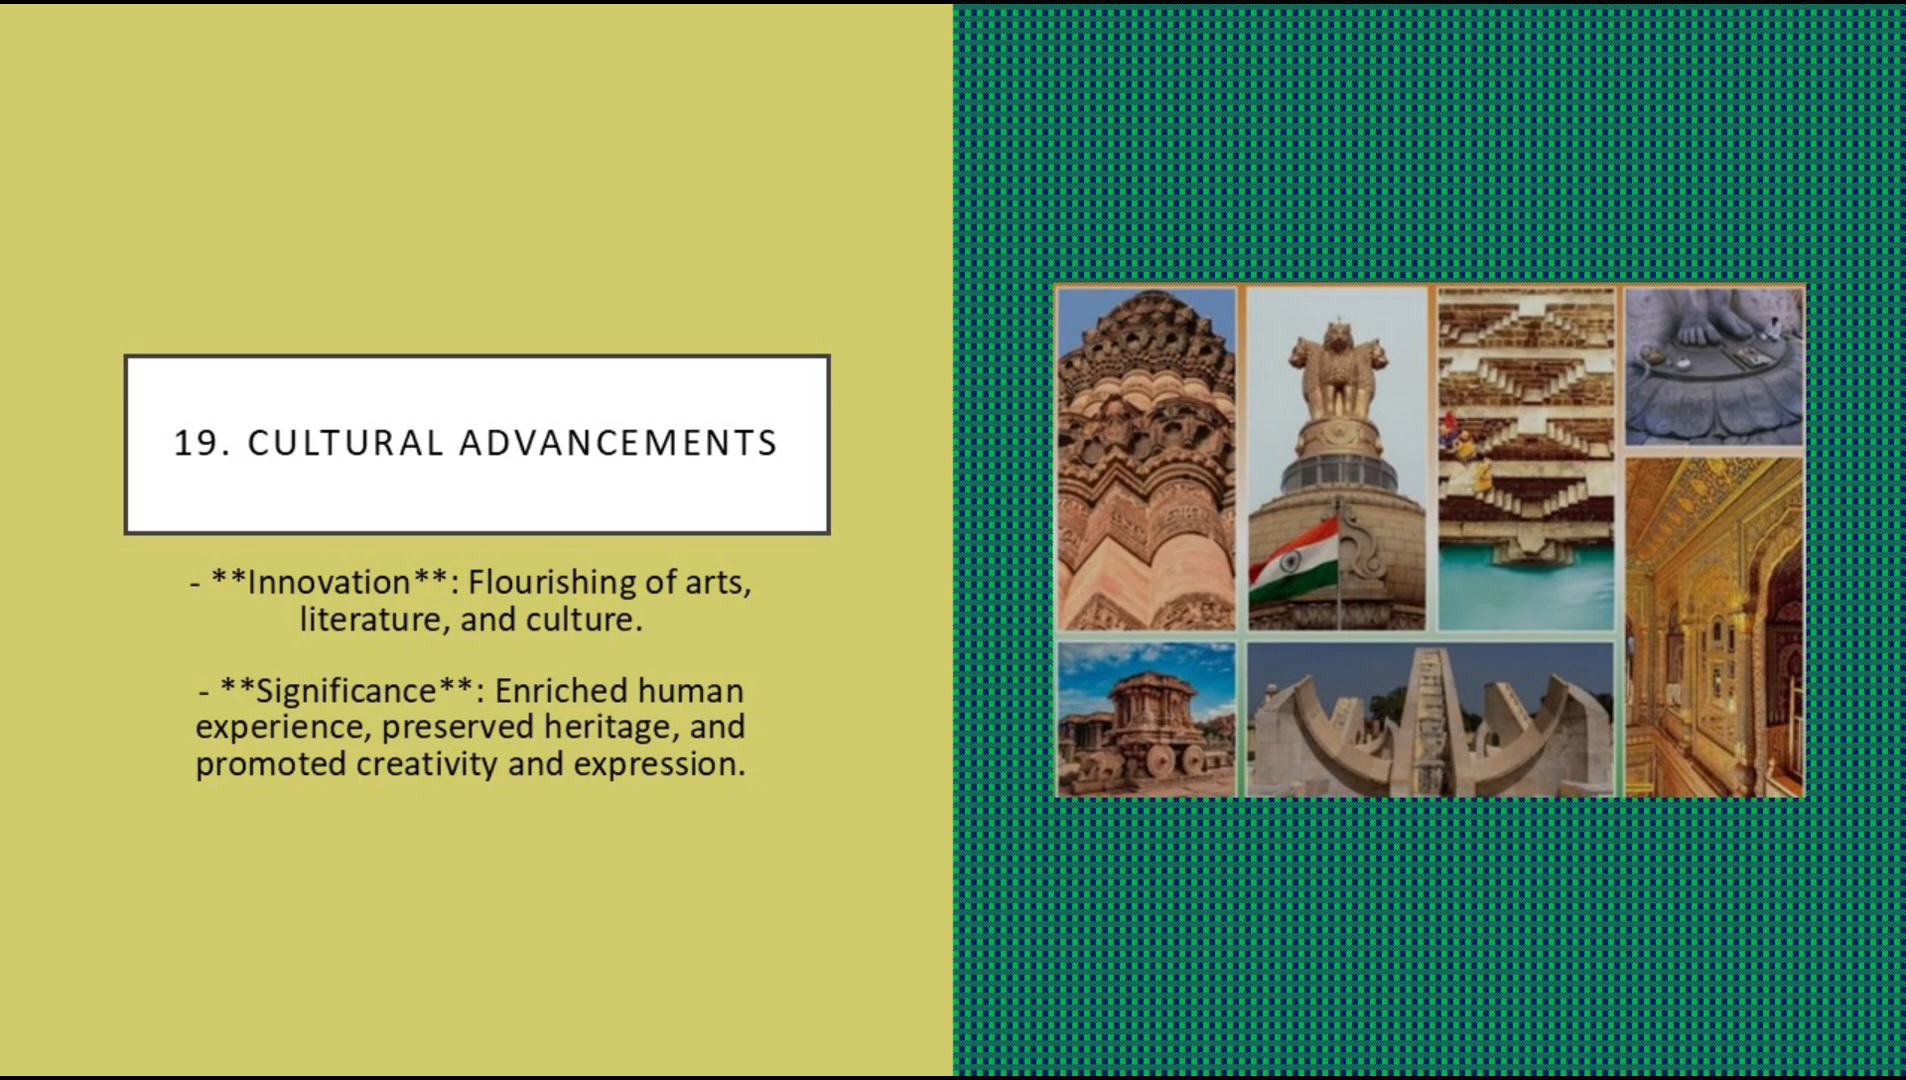 19. CULTURAL ADVANCEMENTS
- **Innovation**: Flourishing of arts,
literature, and culture.
- **Significance**: Enriched human
experience, preserved heritage, and
promoted creativity and expression.